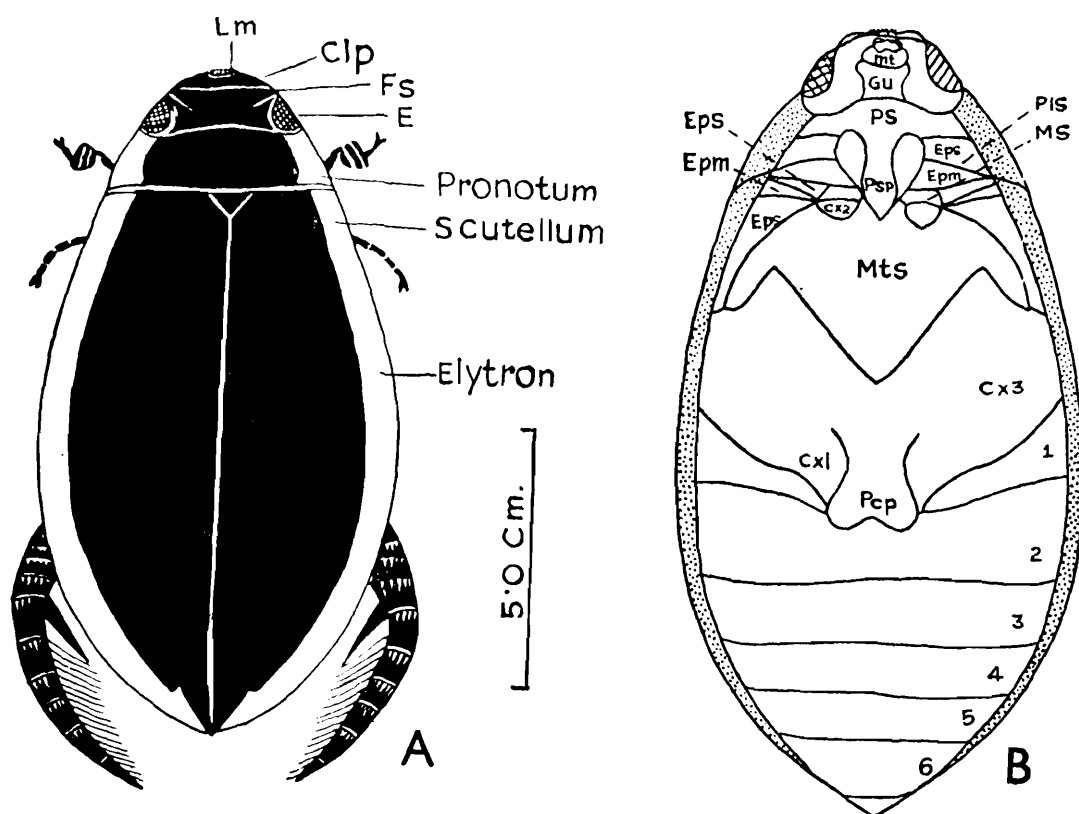 Lm
Clp
Fs
E
Pronotum
Scutellum
Elytron
5·0 Cm.
A
mt
Gu
PS
Eps
Epm
PlS
MS
Eps
Epm
Psp
Cx2
Eps
Mts
Cx3
Cxl
Pcp
1
2
3
4
5
6
B